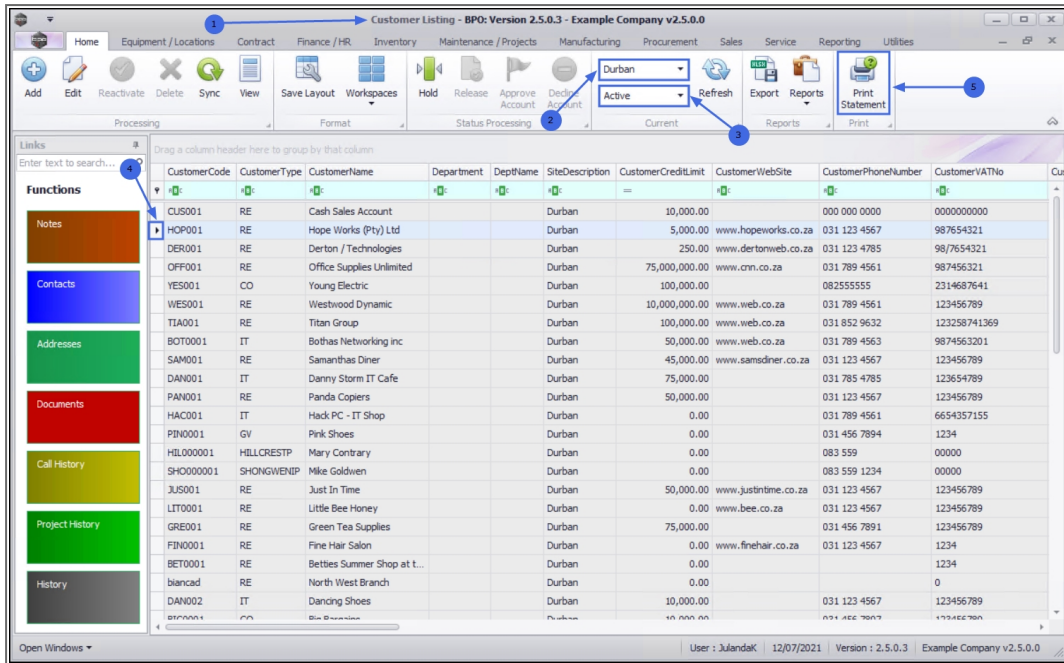 Customer Listing - BPO: Version 2.5.0.3 - Example Company v2.5.0.0
1
Home Equipment / Locations Contract Finance / HR Inventory Maintenance / Projects Manufacturing Procurement Sales Service Reporting Utilities
Add Edit Reactivate Delete Sync View Save Layout Workspaces Hold Release Approve Account Decline Account Durban Active Refresh Export Reports Print Statement
2 3 5
Processing Format Status Processing Current Reports Print
Links
Enter text to search...
4
Drag a column header here to group by that column
Functions
Notes
Contacts
Addresses
Documents
Call History
Project History
History
CustomerCode CustomerType CustomerName Department DeptName SiteDescription CustomerCreditLimit CustomerWebSite CustomerPhoneNumber CustomerVATNo Cus
CUS001 RE Cash Sales Account Durban 10,000.00 000 000 0000 0000000000
HOP001 RE Hope Works (Pty) Ltd Durban 5,000.00 www.hopeworks.co.za 031 123 4567 987654321
DER001 RE Derton / Technologies Durban 250.00 www.dertonweb.co.za 031 123 4785 98/7654321
OFF001 RE Office Supplies Unlimited Durban 75,000,000.00 www.cnn.co.za 031 789 4561 987456321
YES001 CO Young Electric Durban 100,000.00 082555555 2314687641
WES001 RE Westwood Dynamic Durban 10,000,000.00 www.web.co.za 031 789 4561 123456789
TIA001 RE Titan Group Durban 100,000.00 www.web.co.za 031 852 9632 123258741369
BOT0001 IT Bothas Networking inc Durban 50,000.00 www.web.co.za 031 789 4563 9874563201
SAM001 RE Samanthas Diner Durban 45,000.00 www.samsdiner.co.za 031 123 4567 123456789
DAN001 IT Danny Storm IT Cafe Durban 75,000.00 031 785 4785 123654789
PAN001 RE Panda Copiers Durban 50,000.00 031 123 4567 123456789
HAC001 IT Hack PC - IT Shop Durban 0.00 031 789 4561 6654357155
PIN0001 GV Pink Shoes Durban 0.00 031 456 7894 1234
HIL000001 HILLCRESTP Mary Contrary Durban 0.00 083 559 00000
SHO000001 SHONGWENIP Mike Goldwen Durban 0.00 083 559 1234 00000
JUS001 RE Just In Time Durban 50,000.00 www.justintime.co.za 031 123 4567 123456789
LIT0001 RE Little Bee Honey Durban 0.00 www.bee.co.za 031 123 4567 123456789
GRE001 RE Green Tea Supplies Durban 75,000.00 031 456 7891 123456789
FIN0001 RE Fine Hair Salon Durban 0.00 www.finehair.co.za 031 123 4567 1234
BET0001 RE Betties Summer Shop at t... Durban 0.00 1234
biancad RE North West Branch Durban 0.00 0
DAN002 IT Dancing Shoes Durban 10,000.00 031 123 4567 123456789
BIG0001 CO Big Bargains Durban 10,000.00 031 456 7897 123456789
Open Windows User : JulandaK 12/07/2021 Version : 2.5.0.3 Example Company v2.5.0.0